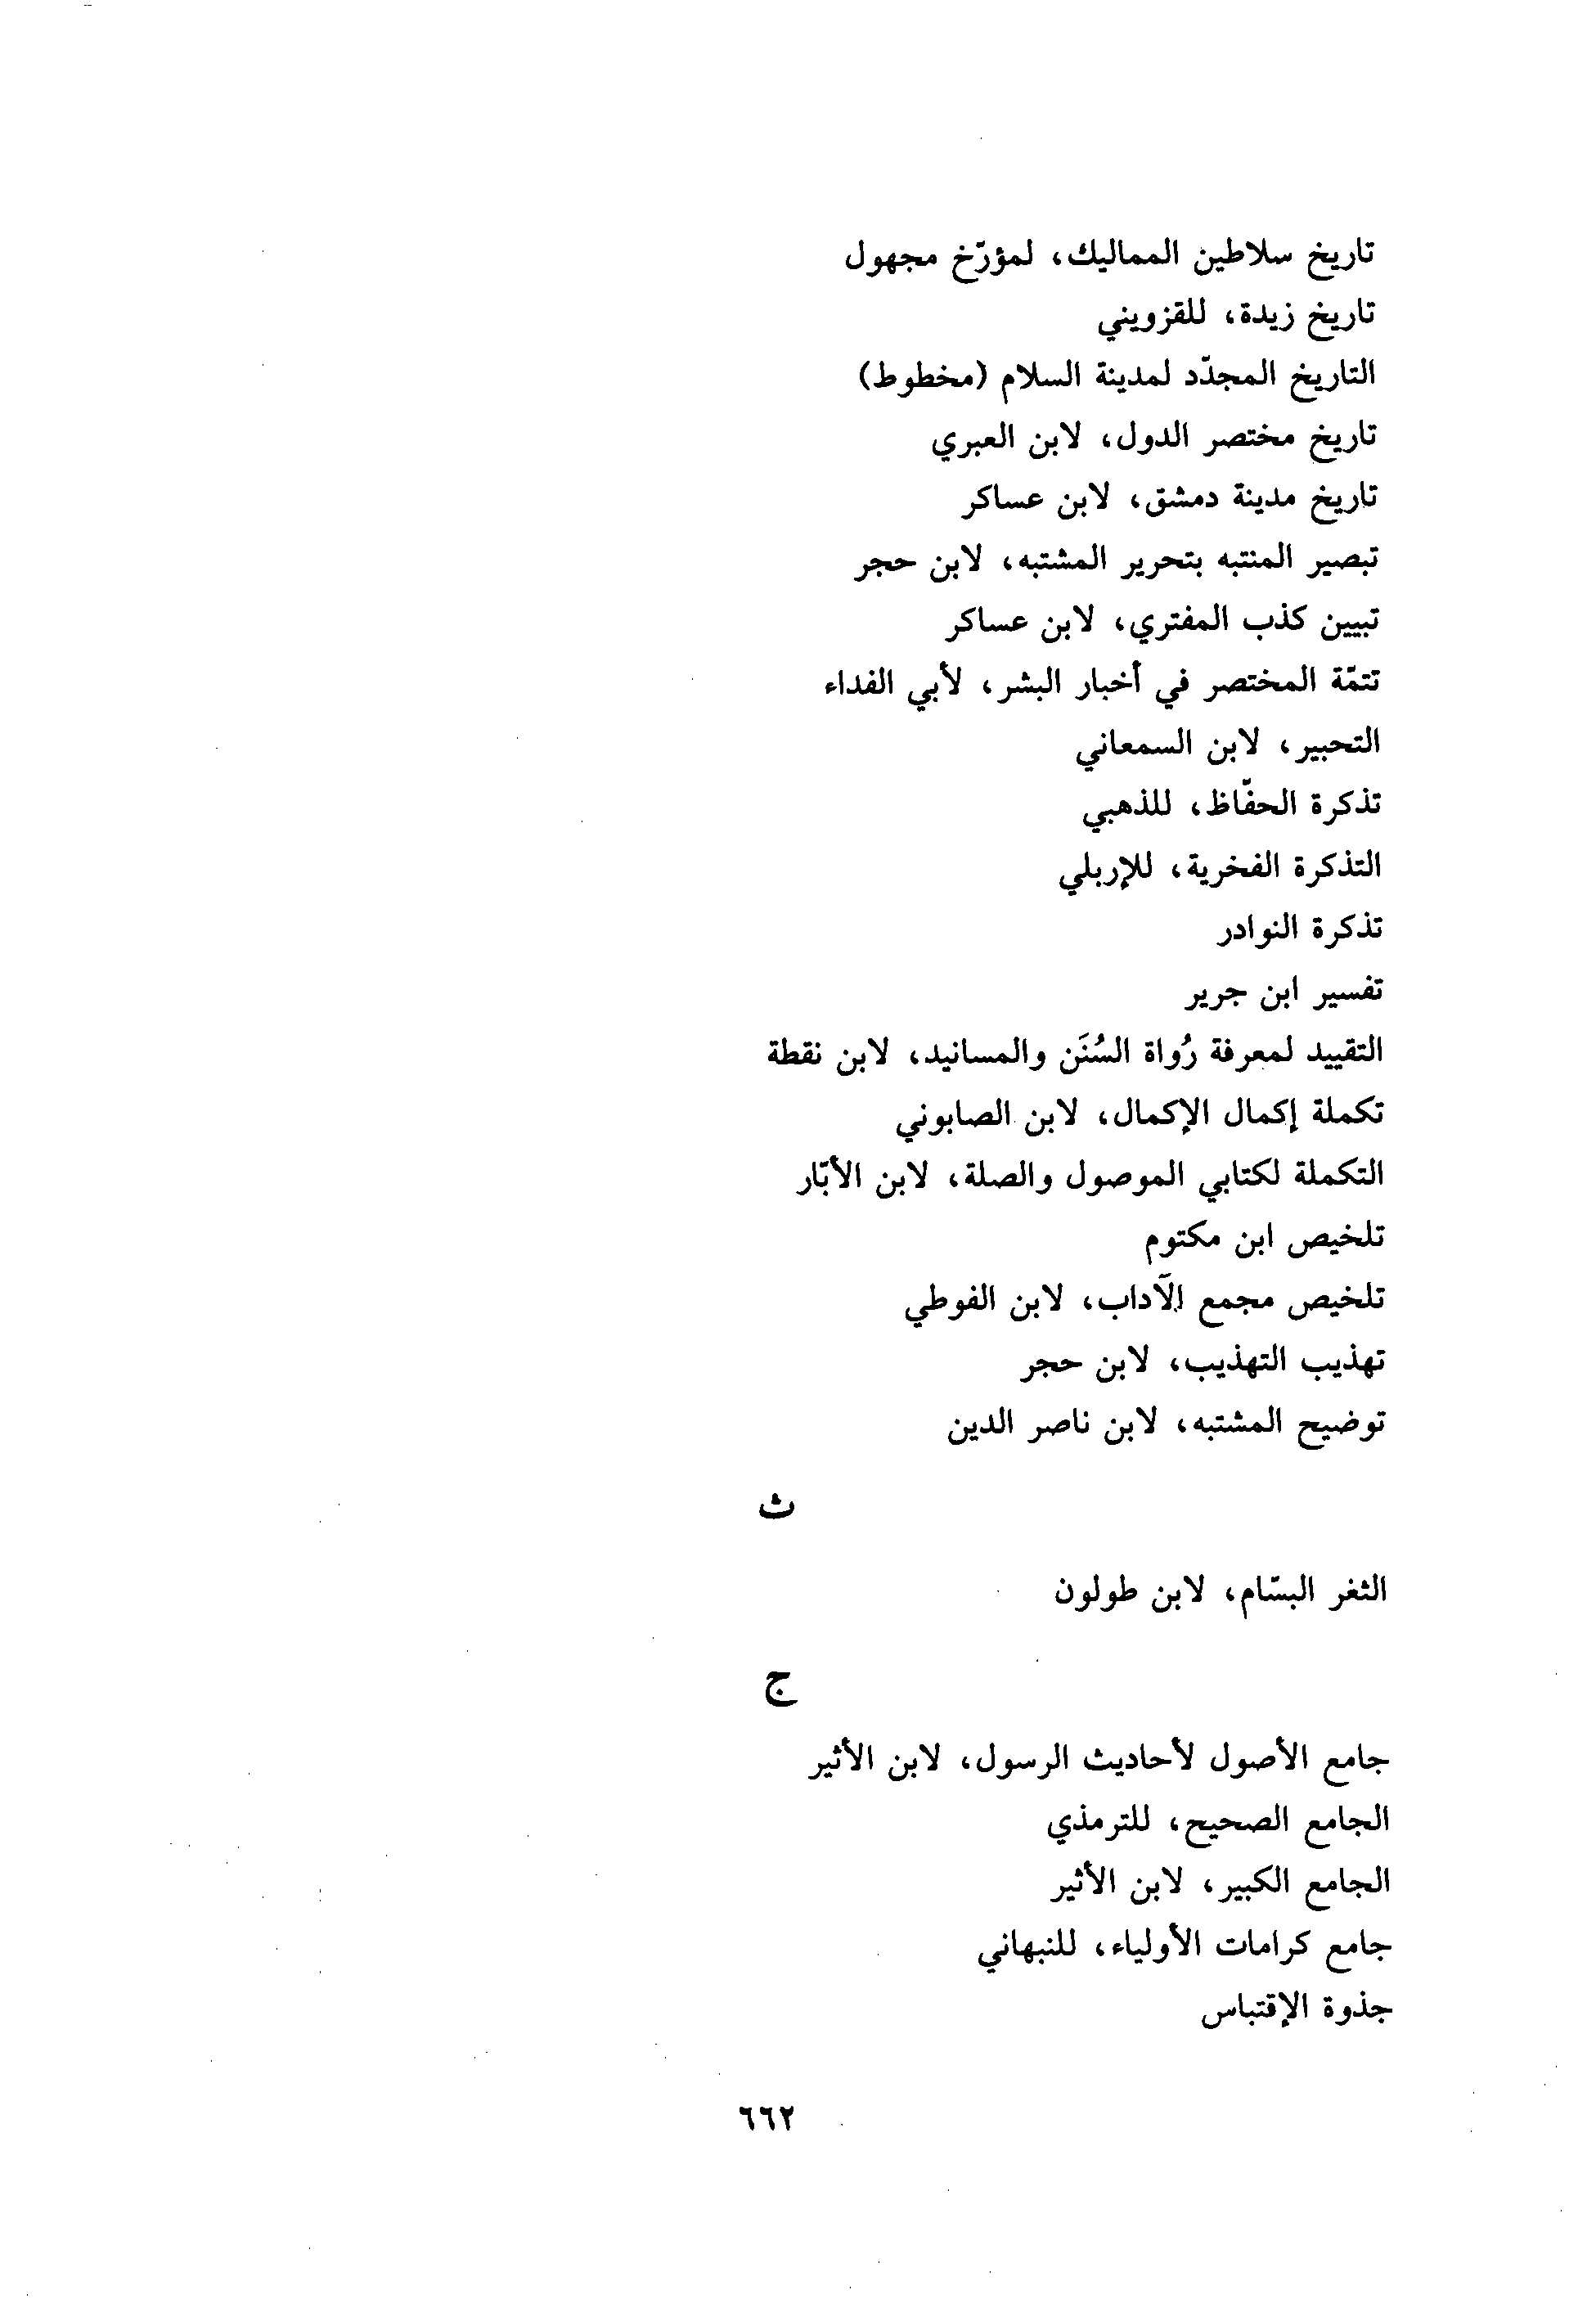 تاريخ سلاطين المماليك، لمؤرّخ مجهول
تاريخ زيدة، للقزويني
التاريخ المجدّد لمدينة السلام (مخطوط)
تاريخ مختصر الدول، لابن العبري
تاريخ مدينة دمشق، لابن عساكر
تبصير المنتبه بتحرير المشتبه، لابن حجر
تبيين كذب المفتري، لابن عساكر
تتمّة المختصر في أخبار البشر، لأبي الفداء
التحبير، لابن السمعاني
تذكرة الحفّاظ، للذهبي
التذكرة الفخرية، للإربلي
تذكرة النوادر
تفسير ابن جرير
التقييد لمعرفة رُواة السُنَن والمسانيد، لابن نقطة
تكملة إكمال الإكمال، لابن الصابوني
التكملة لكتابي الموصول والصلة، لابن الأبّار
تلخيص ابن مكتوم
تلخيص مجمع الآداب، لابن الفوطي
تهذيب التهذيب، لابن حجر
توضيح المشتبه، لابن ناصر الدين
ث
الثغر البسّام، لابن طولون
ج
جامع الأصول لأحاديث الرسول، لابن الأثير
الجامع الصحيح، للترمذي
الجامع الكبير، لابن الأثير
جامع كرامات الأولياء، للنبهاني
جذوة الإقتباس
٦٦٢